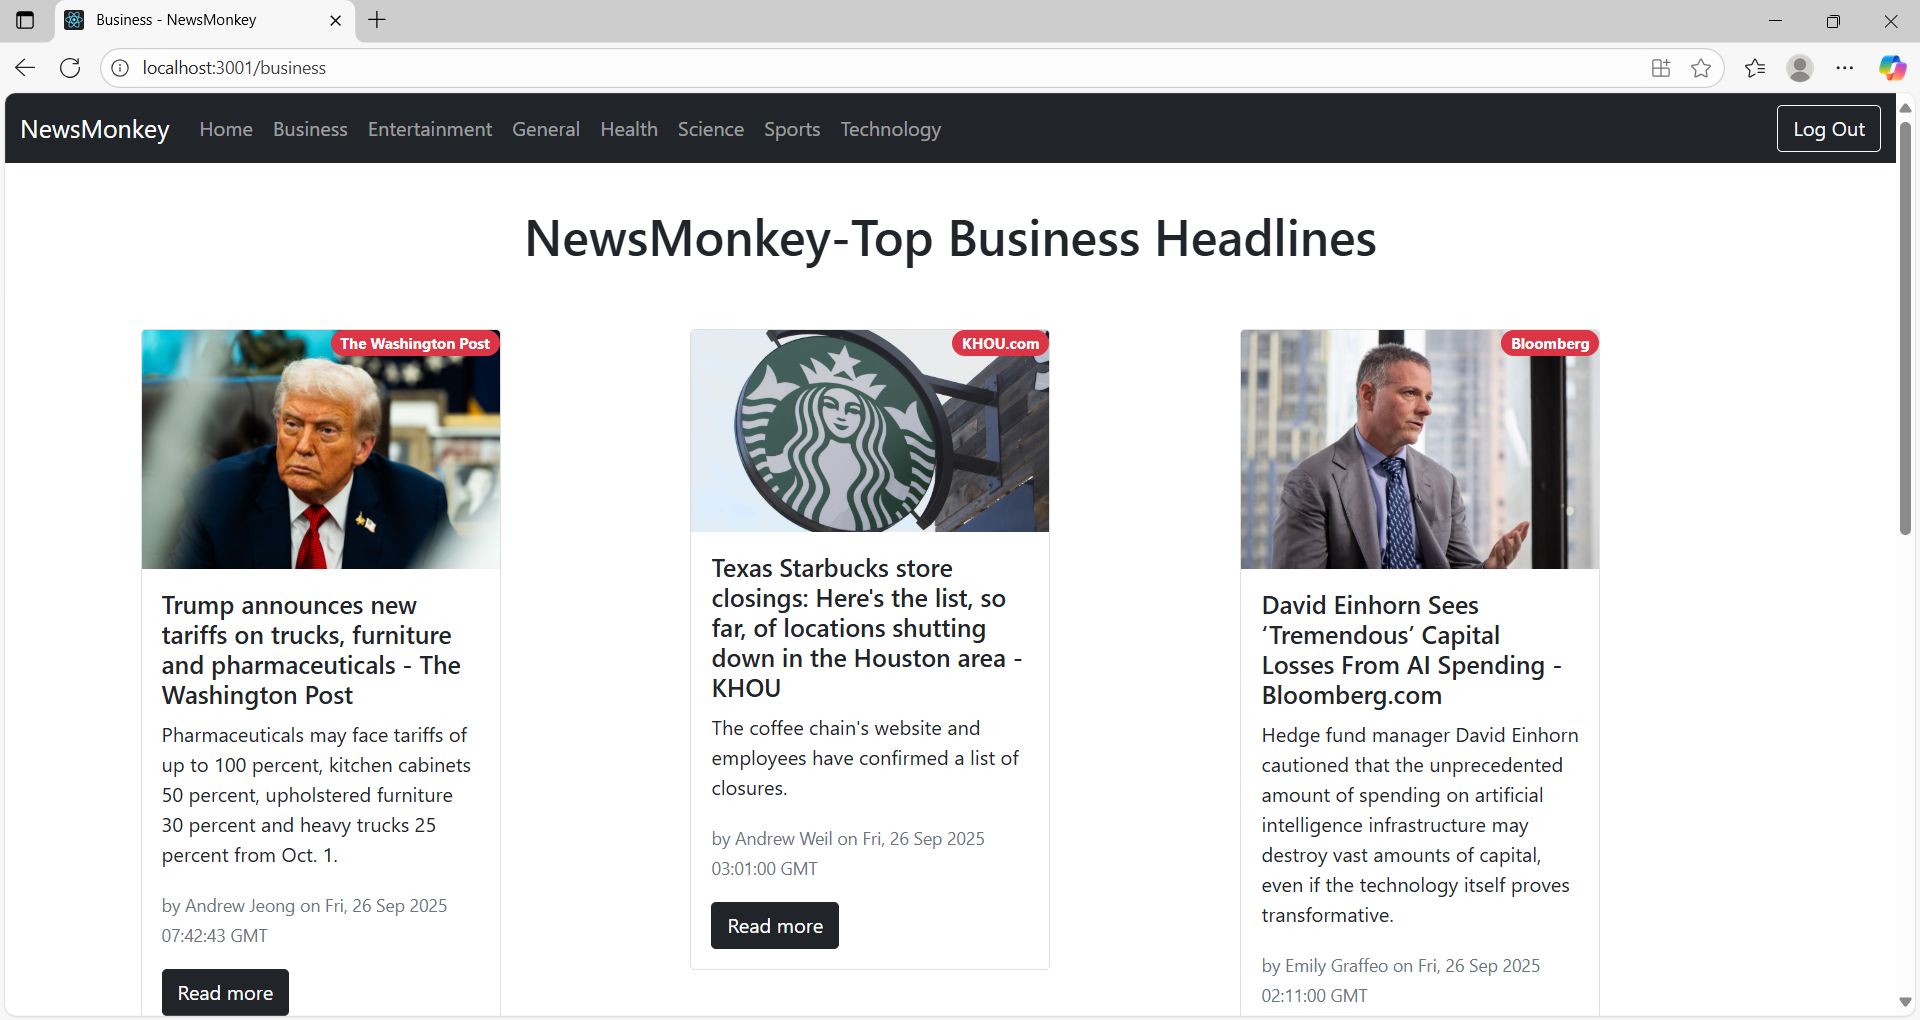 Business - NewsMonkey
localhost:3001/business
NewsMonkey Home Business Entertainment General Health Science Sports Technology Log Out
NewsMonkey-Top Business Headlines
The Washington Post
Trump announces new
tariffs on trucks, furniture
and pharmaceuticals - The
Washington Post
Pharmaceuticals may face tariffs of
up to 100 percent, kitchen cabinets
50 percent, upholstered furniture
30 percent and heavy trucks 25
percent from Oct. 1.
by Andrew Jeong on Fri, 26 Sep 2025
07:42:43 GMT
Read more
KHOU.com
Texas Starbucks store
closings: Here's the list, so
far, of locations shutting
down in the Houston area -
KHOU
The coffee chain's website and
employees have confirmed a list of
closures.
by Andrew Weil on Fri, 26 Sep 2025
03:01:00 GMT
Read more
Bloomberg
David Einhorn Sees
‘Tremendous’ Capital
Losses From AI Spending -
Bloomberg.com
Hedge fund manager David Einhorn
cautioned that the unprecedented
amount of spending on artificial
intelligence infrastructure may
destroy vast amounts of capital,
even if the technology itself proves
transformative.
by Emily Graffeo on Fri, 26 Sep 2025
02:11:00 GMT